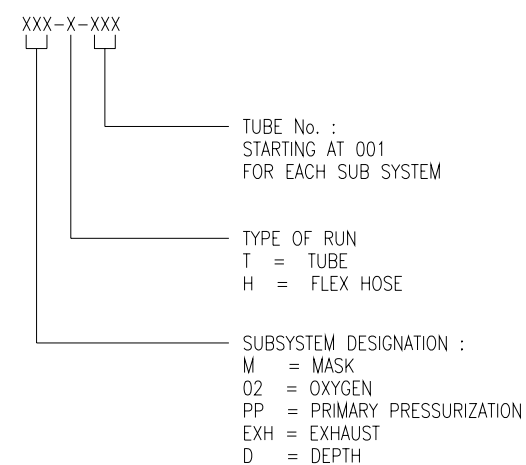 XXX-X-XXX
TUBE No. :
STARTING AT 001
FOR EACH SUB SYSTEM
TYPE OF RUN
T = TUBE
H = FLEX HOSE
SUBSYSTEM DESIGNATION :
M = MASK
02 = OXYGEN
PP = PRIMARY PRESSURIZATION
EXH = EXHAUST
D = DEPTH